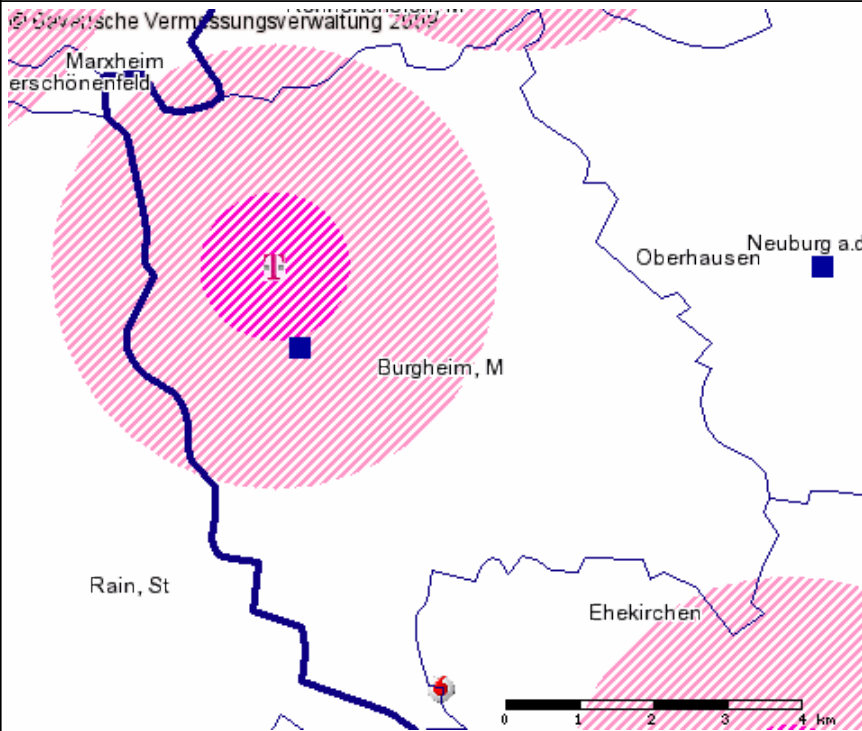 © Bayerische Vermessungsverwaltung 2009
Marxheim
erschönenfeld
T
Oberhausen
Neuburg a.d
Burgheim, M
Rain, St
Ehekirchen
0 1 2 3 4 km